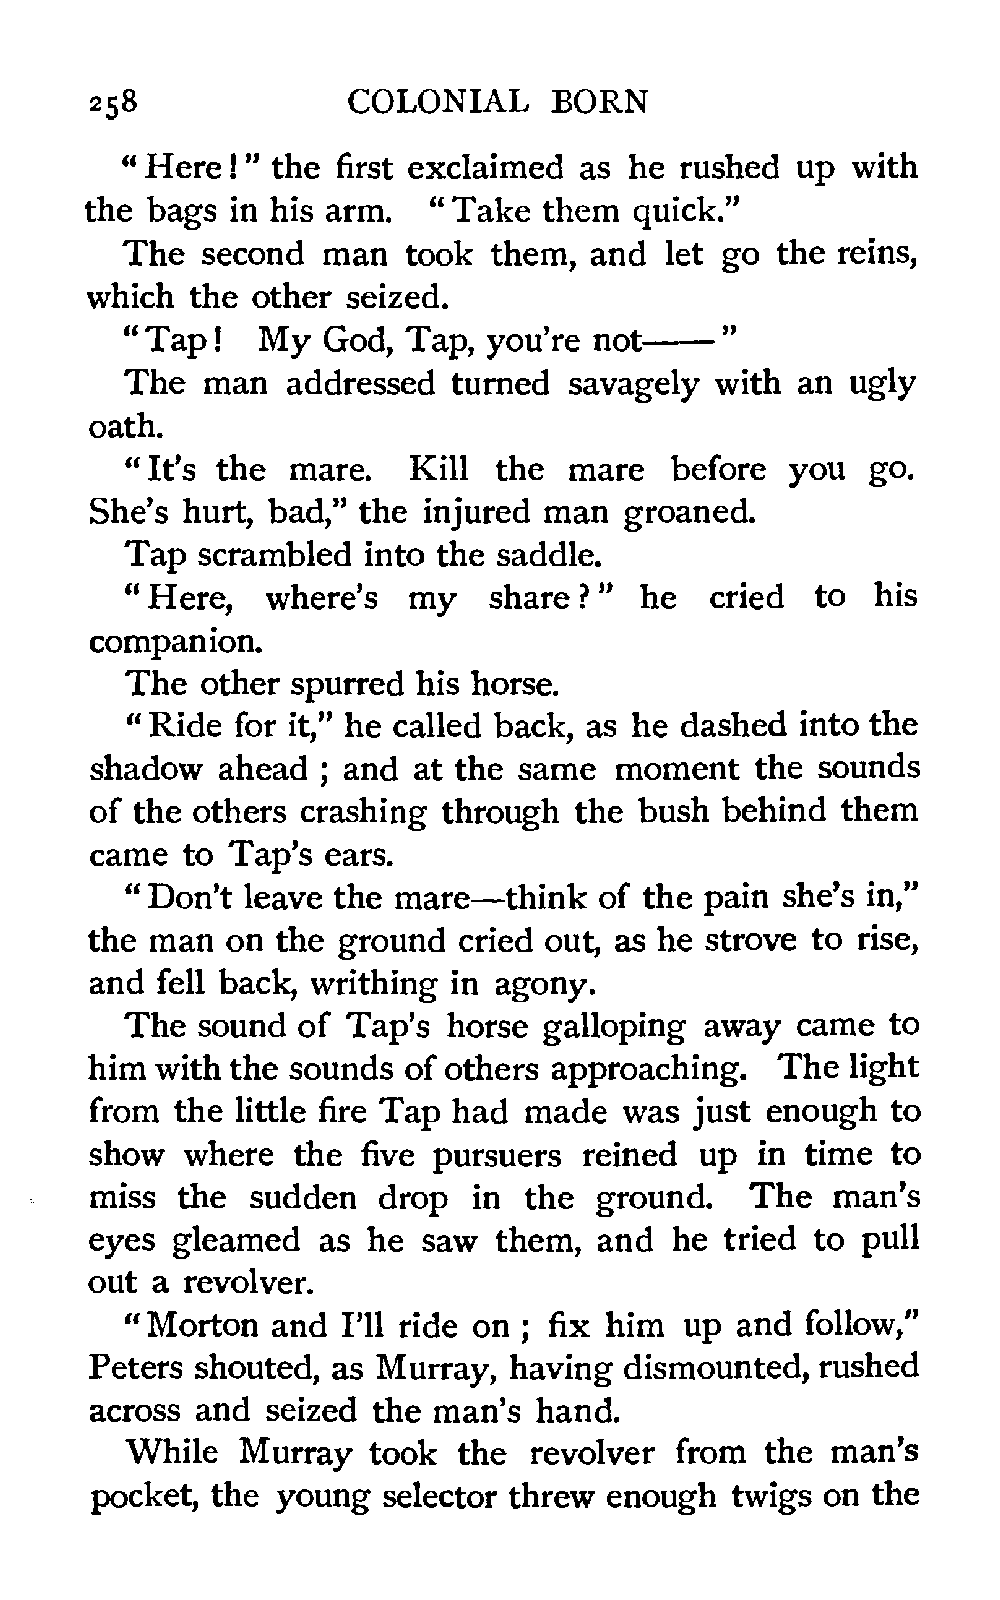 258 COLONIAL BORN
“Here!” the first exclaimed as he rushed up with
the bags in his arm. “Take them quick.”
The second man took them, and let go the reins,
which the other seized.
“Tap! My God, Tap, you're not——”
The man addressed turned savagely with an ugly
oath.
“It's the mare. Kill the mare before you go.
She's hurt, bad,” the injured man groaned.
Tap scrambled into the saddle.
“Here, where's my share?” he cried to his
companion.
The other spurred his horse.
“Ride for it,” he called back, as he dashed into the
shadow ahead; and at the same moment the sounds
of the others crashing through the bush behind them
came to Tap's ears.
“Don't leave the mare—think of the pain she's in,”
the man on the ground cried out, as he strove to rise,
and fell back, writhing in agony.
The sound of Tap's horse galloping away came to
him with the sounds of others approaching. The light
from the little fire Tap had made was just enough to
show where the five pursuers reined up in time to
miss the sudden drop in the ground. The man's
eyes gleamed as he saw them, and he tried to pull
out a revolver.
“Morton and I'll ride on; fix him up and follow,”
Peters shouted, as Murray, having dismounted, rushed
across and seized the man's hand.
While Murray took the revolver from the man's
pocket, the young selector threw enough twigs on the